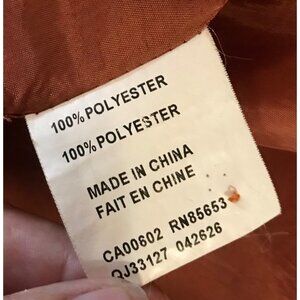 100% POLYESTER
100% POLYESTER
MADE IN CHINA
FAIT EN CHINE
CA00602 RN85653
QJ33127 042626